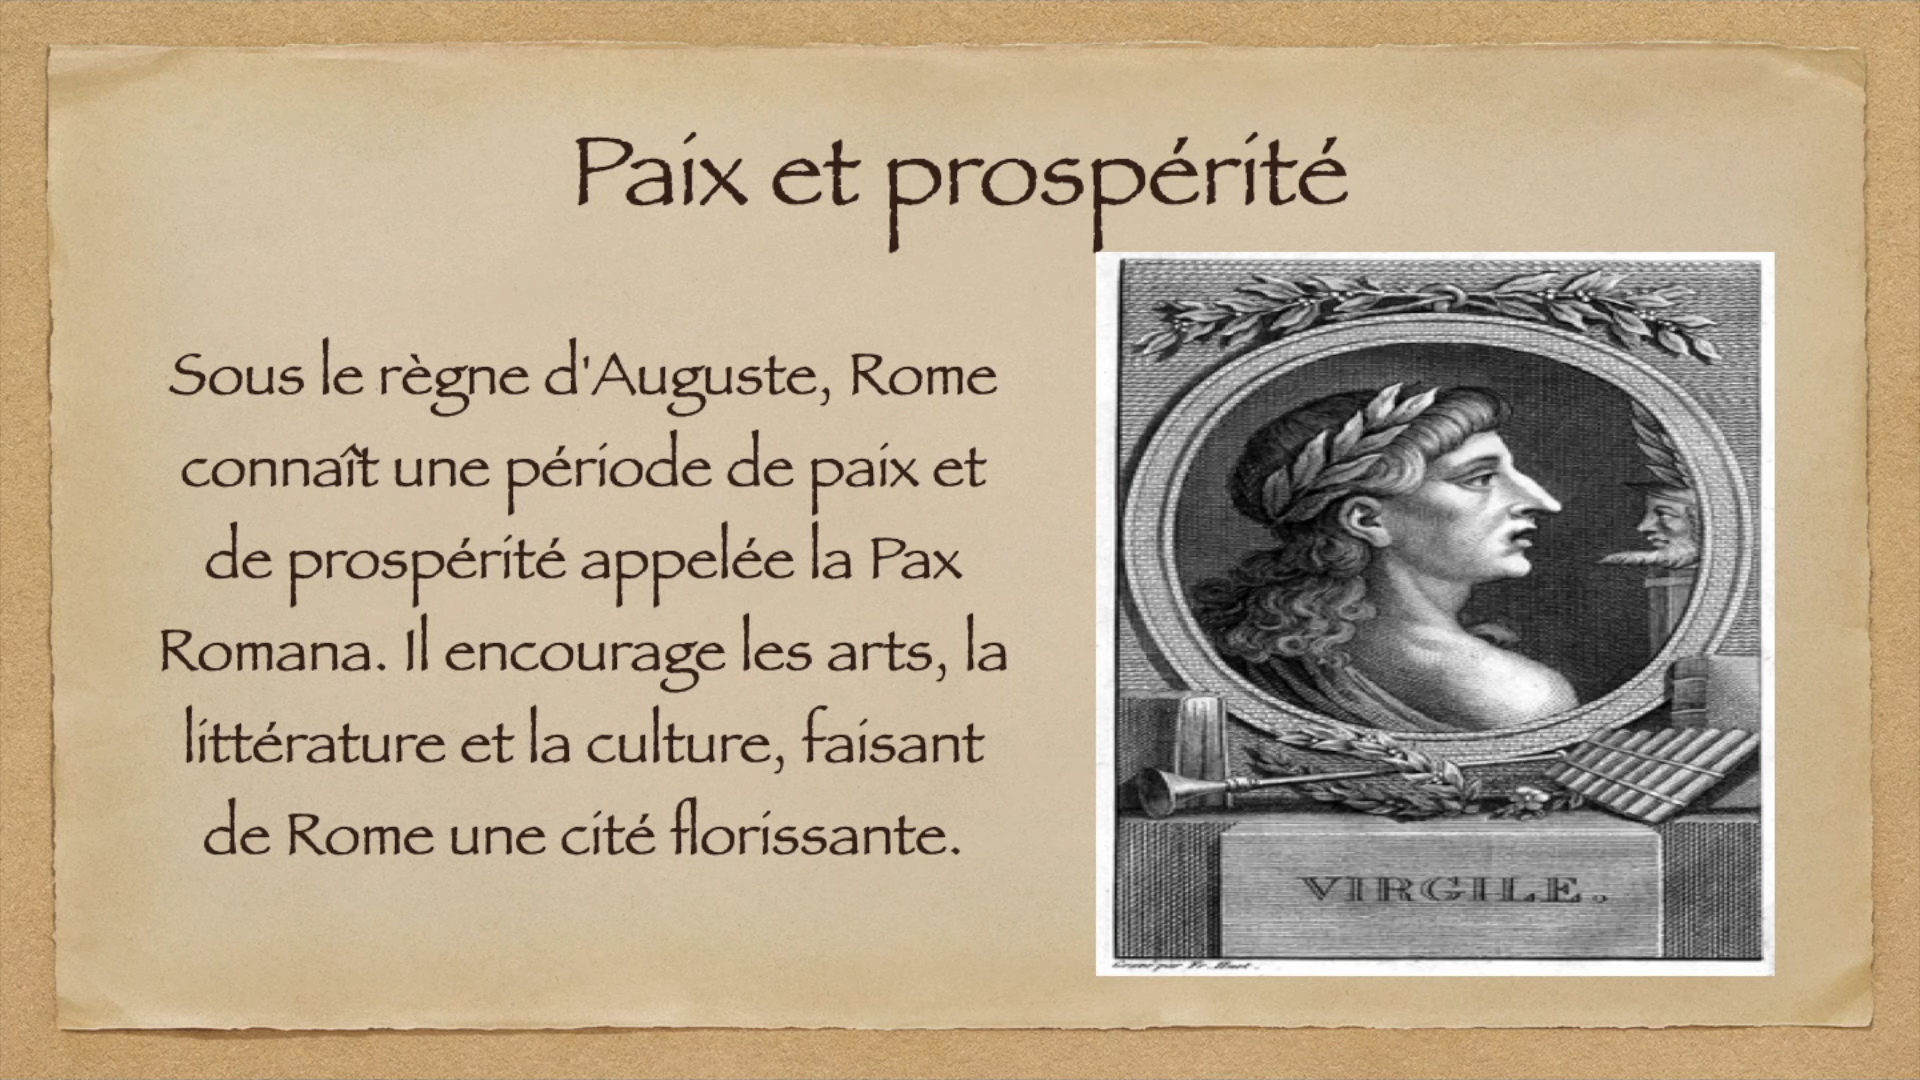 Paix et prospérité
Sous le règne d'Auguste, Rome
connaît une période de paix et
de prospérité appelée la Pax
Romana. Il encourage les arts, la
littérature et la culture, faisant
de Rome une cité florissante.
VIRGILE.